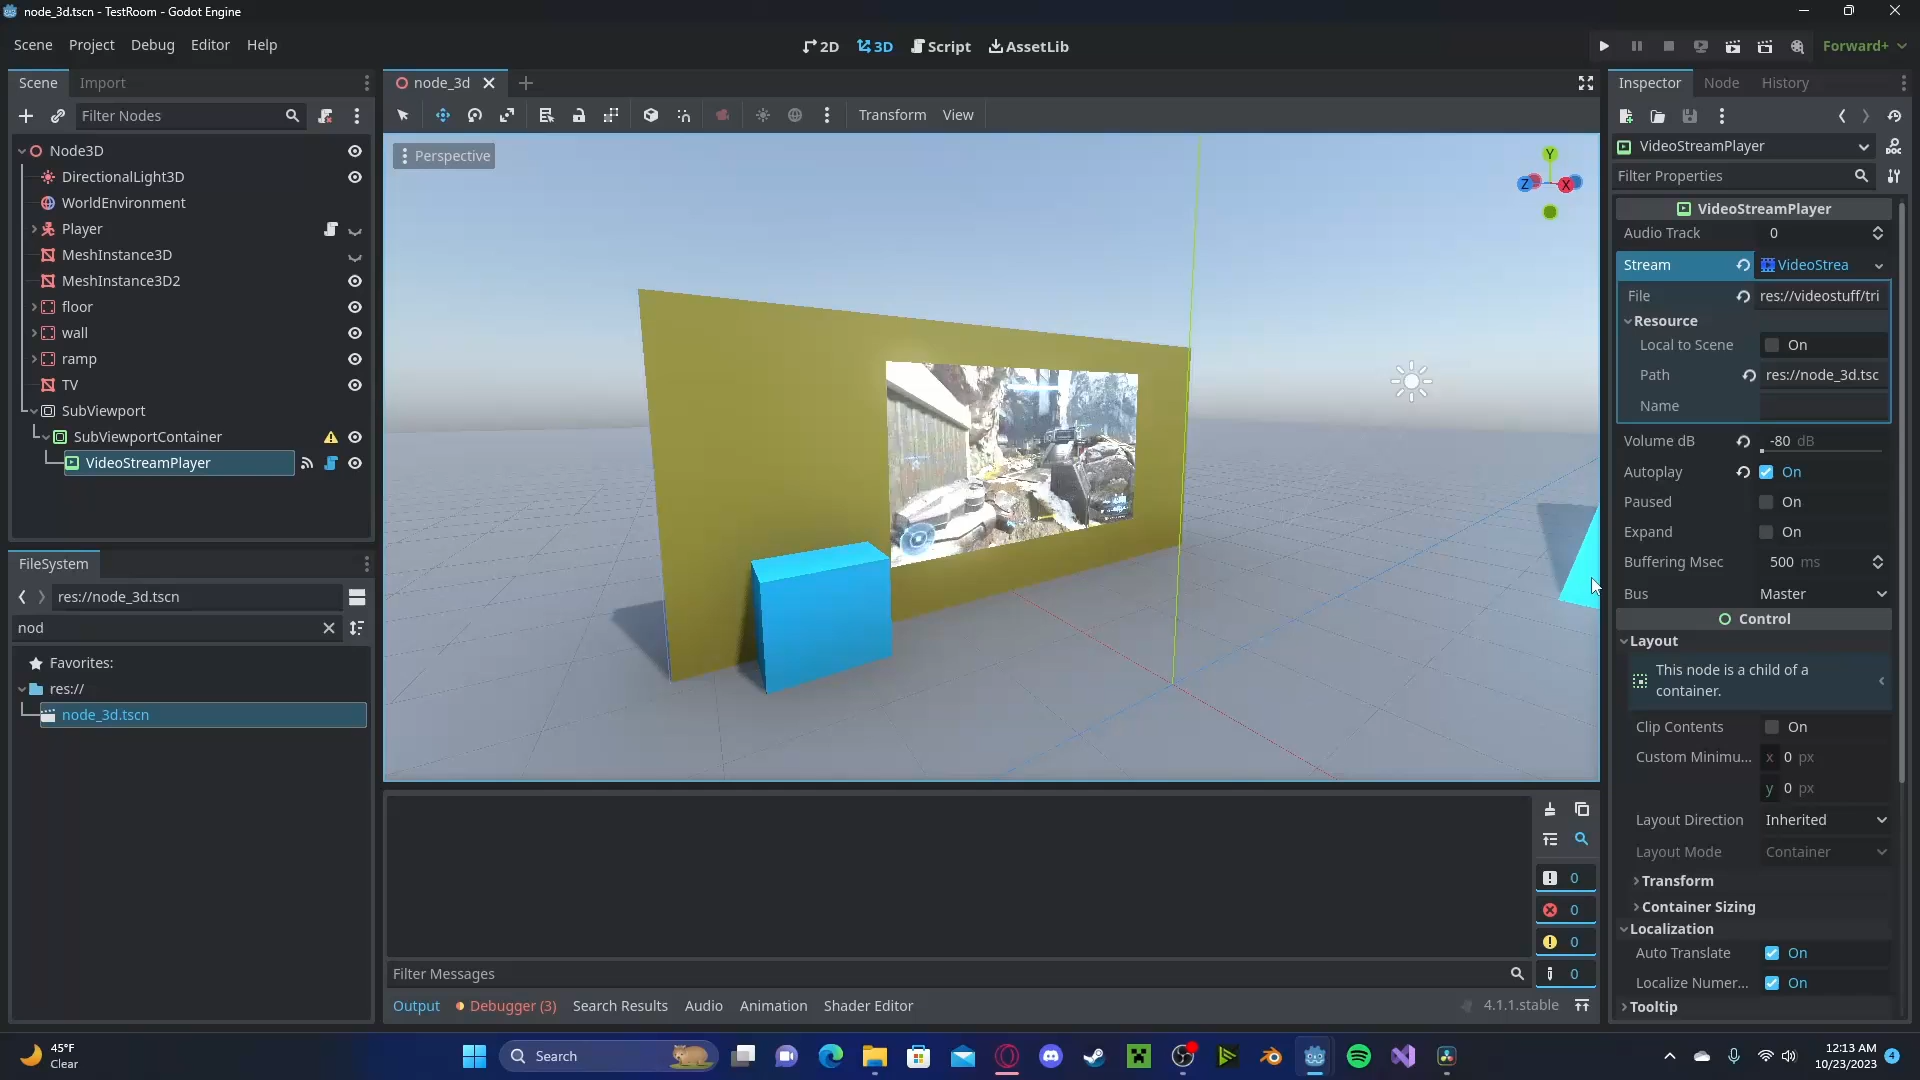 node_3d.tscn - TestRoom - Godot Engine
Scene Project Debug Editor Help
2D 3D Script AssetLib
Forward+
Scene Import
Filter Nodes
Node3D
DirectionalLight3D
WorldEnvironment
Player
MeshInstance3D
MeshInstance3D2
floor
wall
ramp
TV
SubViewport
SubViewportContainer
VideoStreamPlayer
FileSystem
res://node_3d.tscn
nod
Favorites:
res://
node_3d.tscn
node_3d
Transform View
Perspective
Y
Z
X
Filter Messages
0
0
0
0
Output Debugger (3) Search Results Audio Animation Shader Editor
4.1.1.stable
Inspector Node History
VideoStreamPlayer
Filter Properties
VideoStreamPlayer
Audio Track 0
Stream VideoStrea
File res://videostuff/tri
Resource
Local to Scene On
Path res://node_3d.tsc
Name
Volume dB -80 dB
Autoplay On
Paused On
Expand On
Buffering Msec 500 ms
Bus Master
Control
Layout
This node is a child of a
container.
Clip Contents On
Custom Minimu... x 0 px
y 0 px
Layout Direction Inherited
Layout Mode Container
Transform
Container Sizing
Localization
Auto Translate On
Localize Numer... On
Tooltip
45°F
Clear
Search
12:13 AM
10/23/2023
4